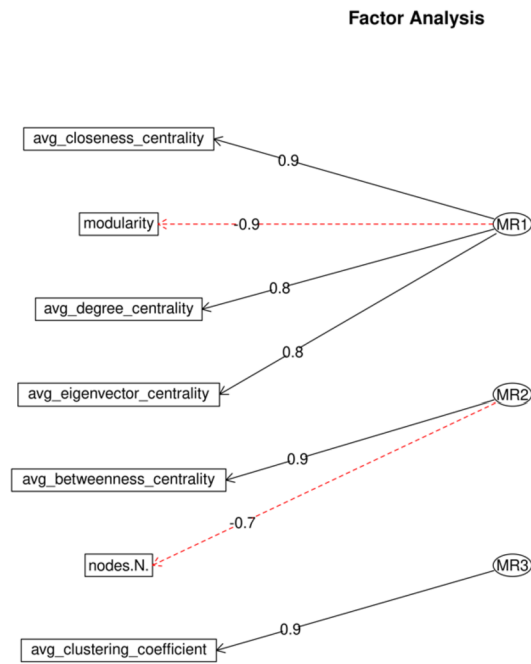 Factor Analysis
avg_closeness_centrality
0.9
modularity
-0.9
MR1
avg_degree_centrality
0.8
0.8
avg_eigenvector_centrality
MR2
avg_betweenness_centrality
0.9
-0.7
nodes.N.
MR3
0.9
avg_clustering_coefficient